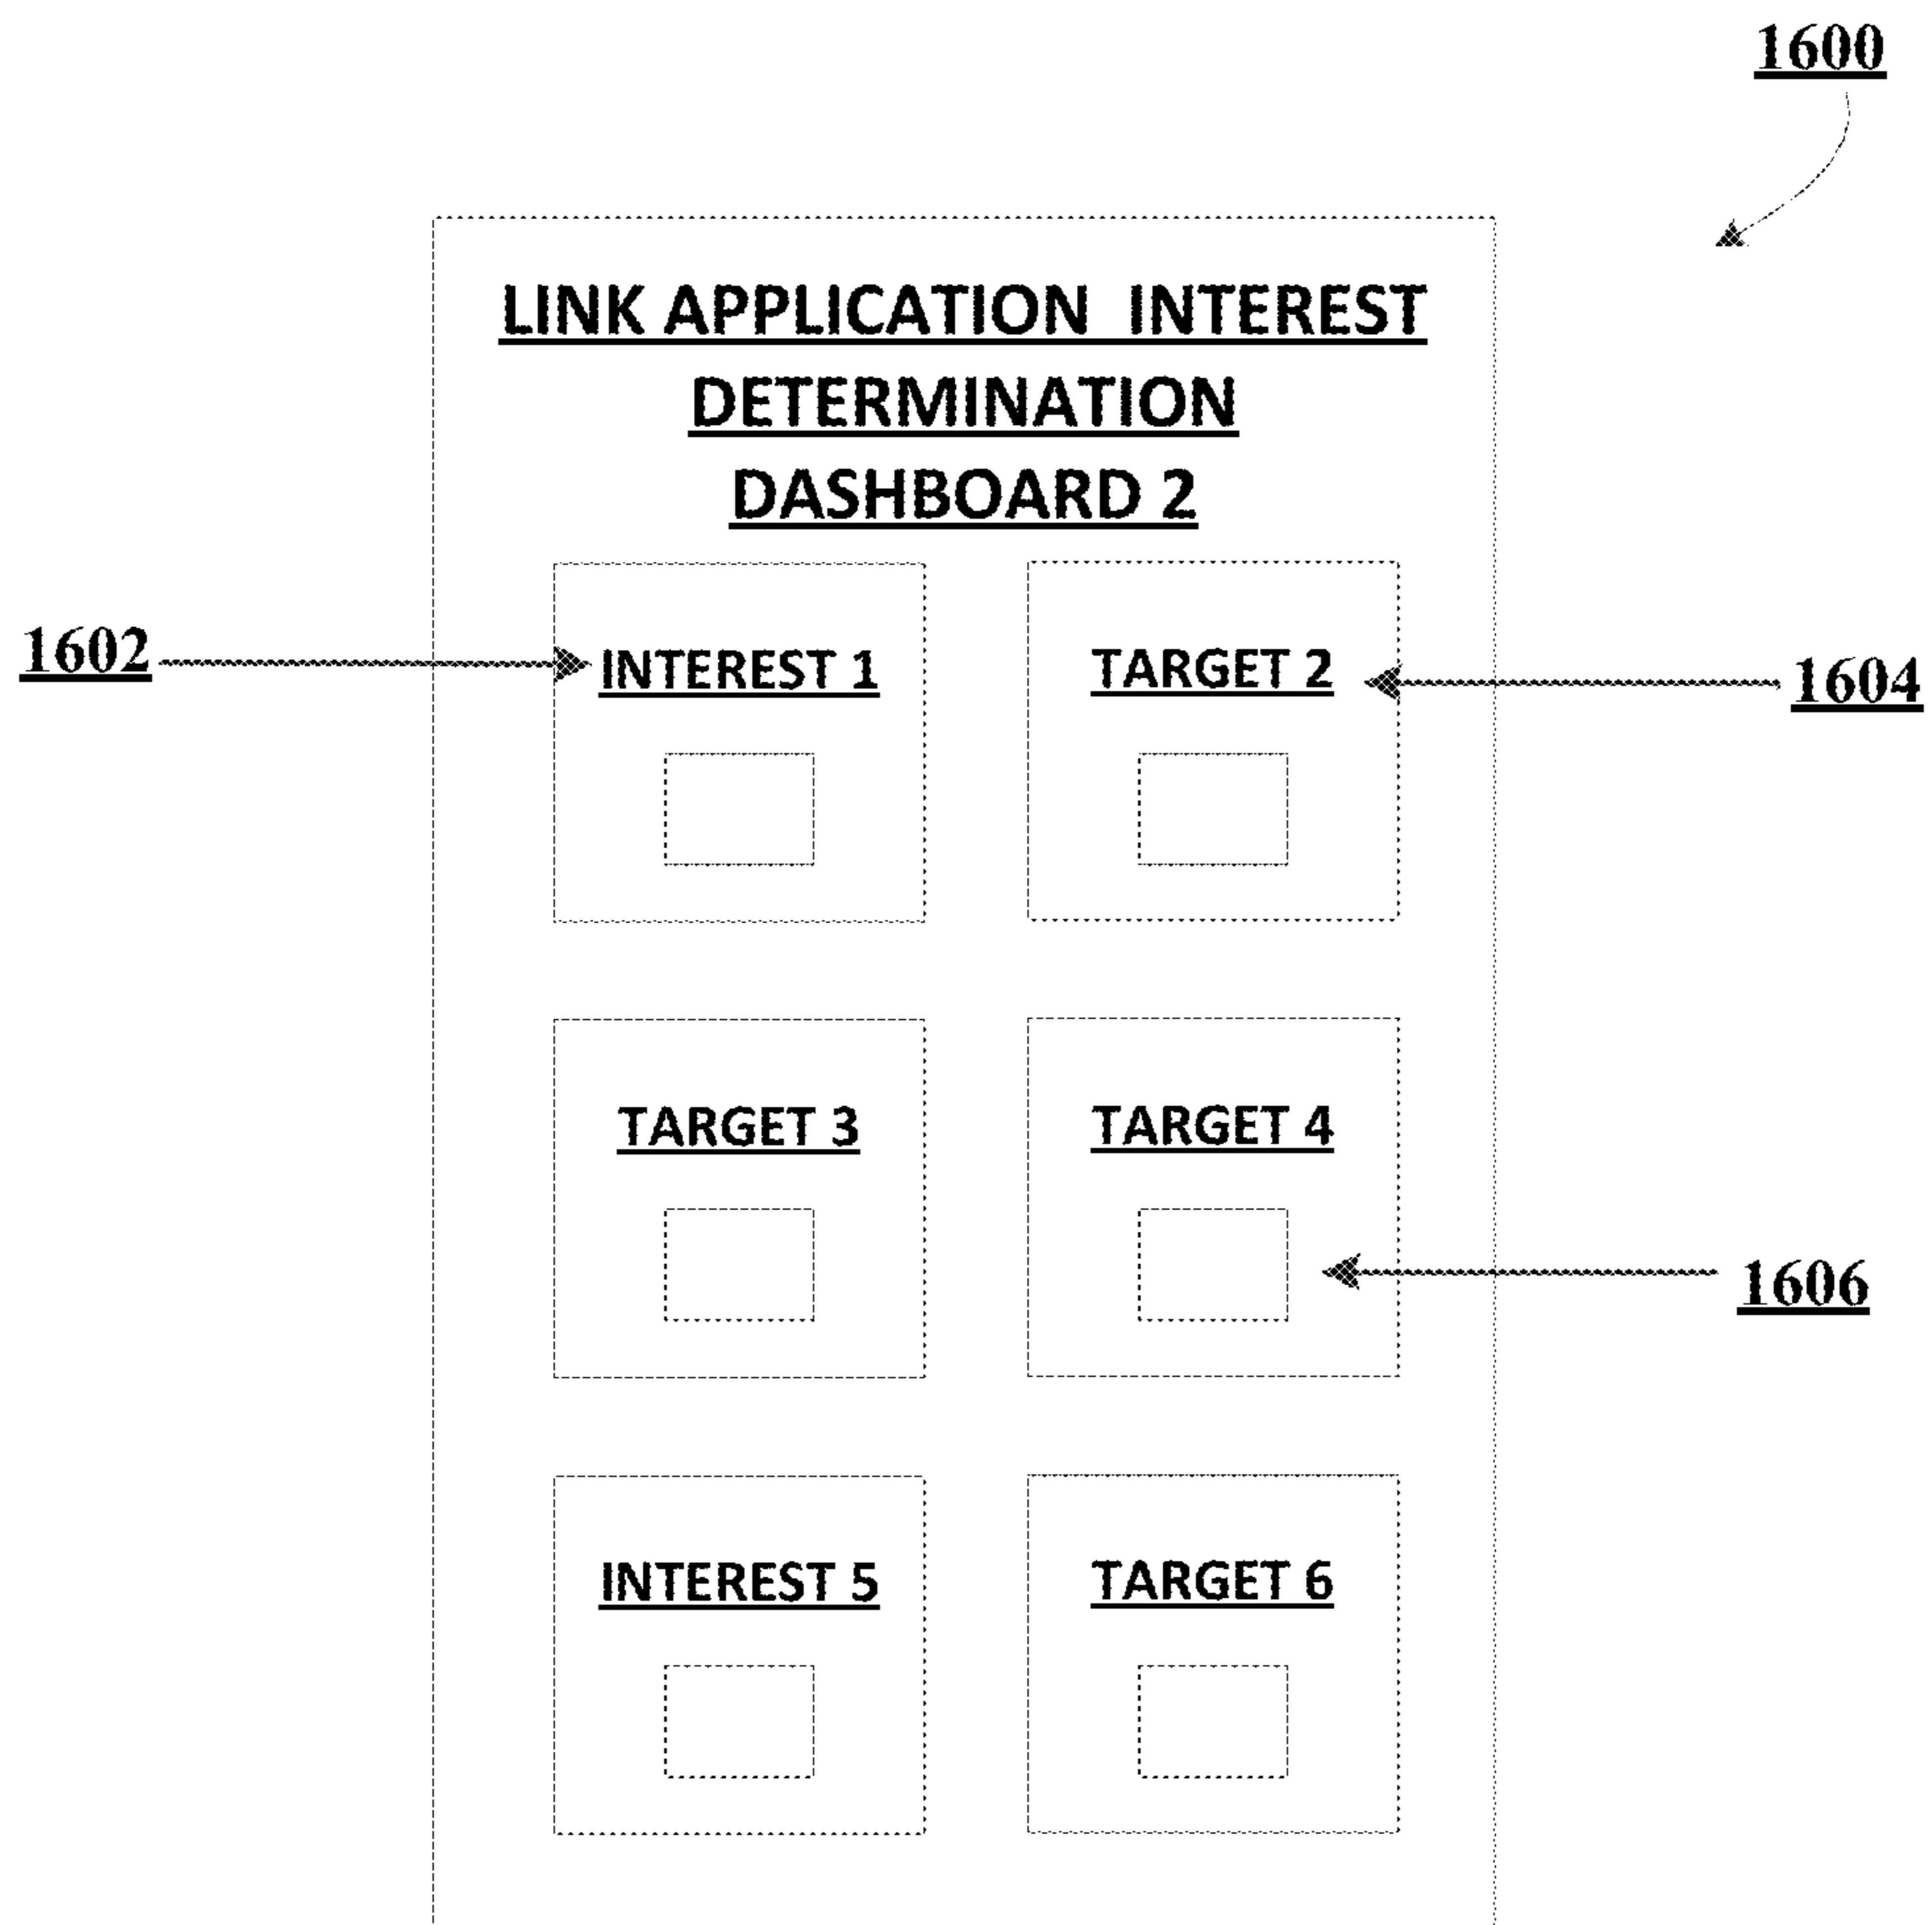 1600
LINK APPLICATION INTEREST
DETERMINATION
DASHBOARD 2
1602
INTEREST 1
TARGET 2
1604
TARGET 3
TARGET 4
1606
INTEREST 5
TARGET 6